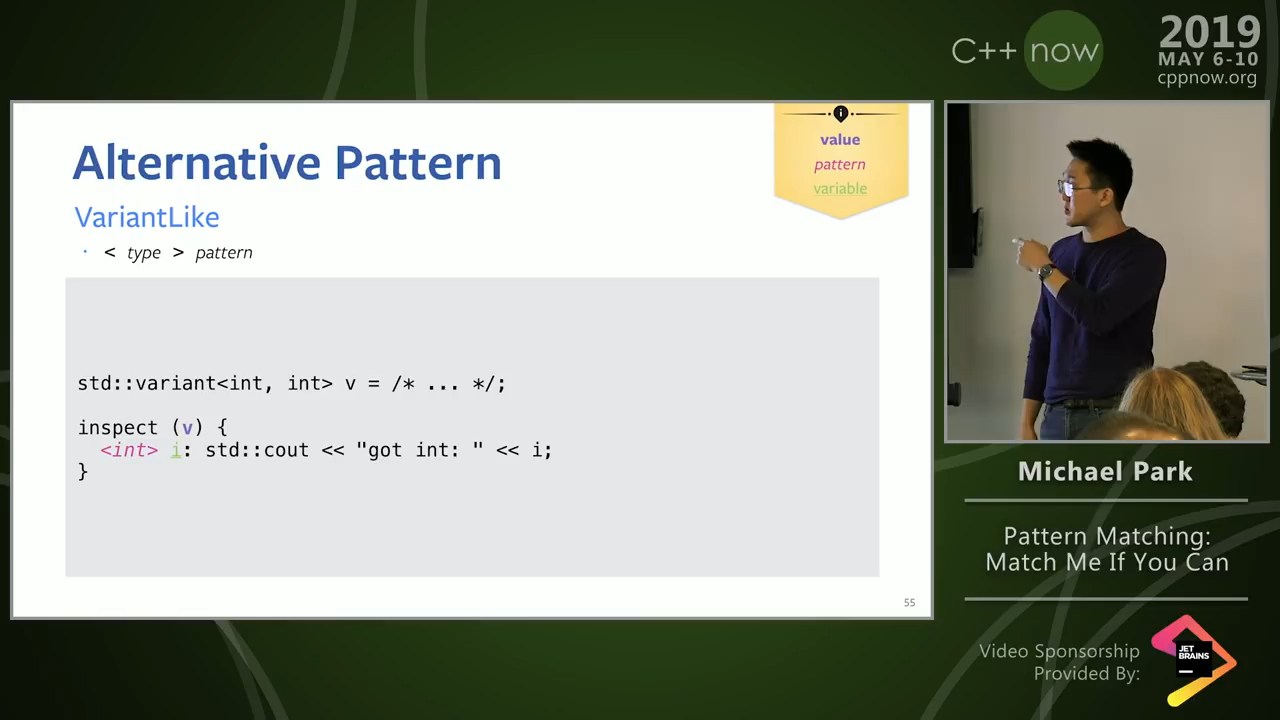 C++ now
2019
MAY 6-10
cppnow.org
Alternative Pattern
value
pattern
variable
VariantLike
· < type > pattern
std::variant<int, int> v = /* ... */;
inspect (v) {
<int> i: std::cout << "got int: " << i;
}
55
Michael Park
Pattern Matching:
Match Me If You Can
Video Sponsorship
Provided By:
JET
BRAINS